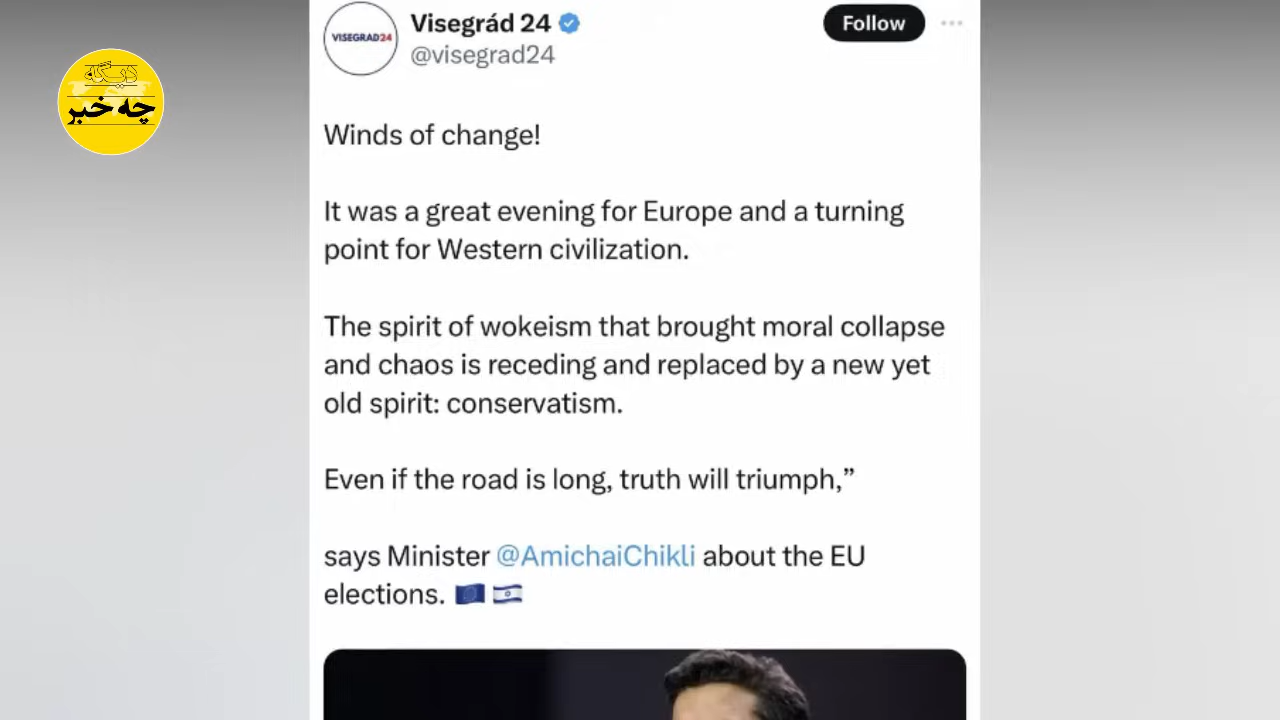 دیگه
چه خبر
VISEGRAD24
Visegrád 24
@visegrad24
Follow
Winds of change!
It was a great evening for Europe and a turning
point for Western civilization.
The spirit of wokeism that brought moral collapse
and chaos is receding and replaced by a new yet
old spirit: conservatism.
Even if the road is long, truth will triumph,”
says Minister @AmichaiChikli about the EU
elections. 🇪🇺 🇮🇱